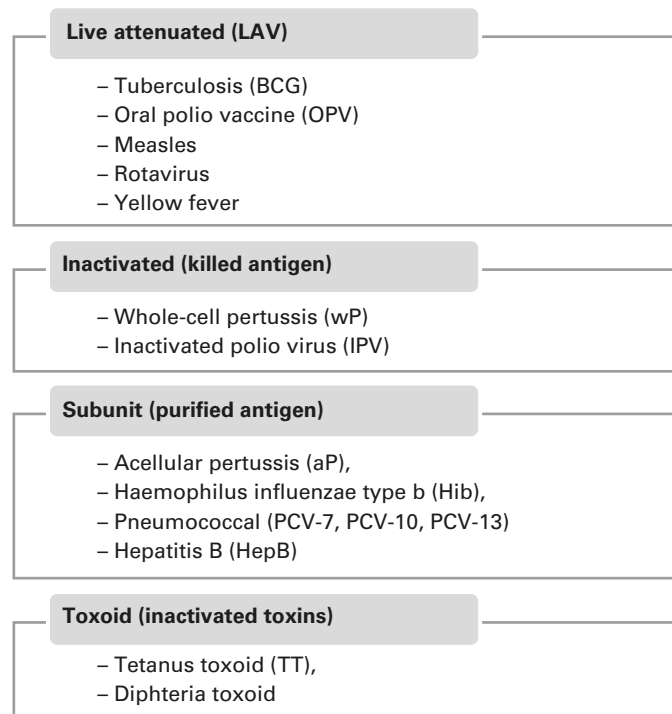 Live attenuated (LAV)
– Tuberculosis (BCG)
– Oral polio vaccine (OPV)
– Measles
– Rotavirus
– Yellow fever
Inactivated (killed antigen)
– Whole-cell pertussis (wP)
– Inactivated polio virus (IPV)
Subunit (purified antigen)
– Acellular pertussis (aP),
– Haemophilus influenzae type b (Hib),
– Pneumococcal (PCV-7, PCV-10, PCV-13)
– Hepatitis B (HepB)
Toxoid (inactivated toxins)
– Tetanus toxoid (TT),
– Diphteria toxoid